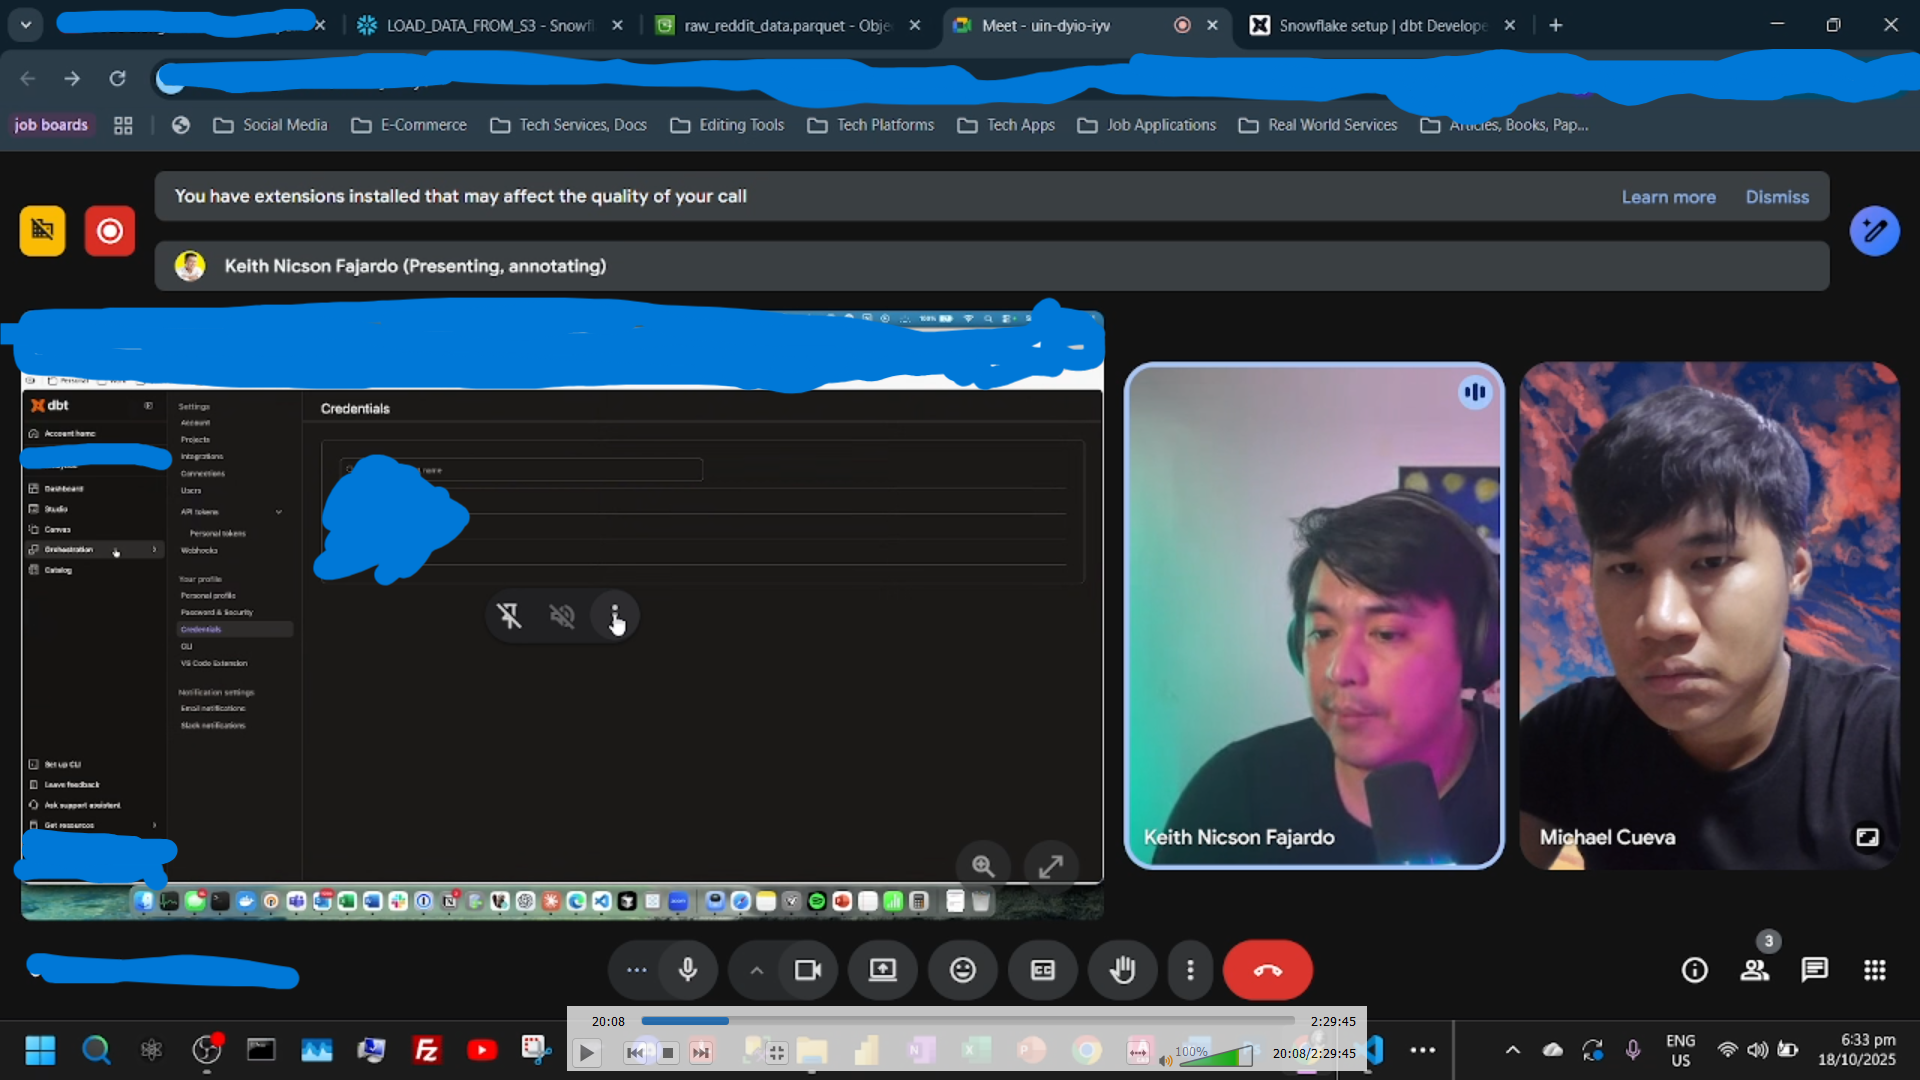 LOAD_DATA_FROM_S3 - Snowfl
raw_reddit_data.parquet - Obje
Meet - uin-dyio-iyv
Snowflake setup | dbt Develope
job boards
Social Media
E-Commerce
Tech Services, Docs
Editing Tools
Tech Platforms
Tech Apps
Job Applications
Real World Services
Articles, Books, Pap...
You have extensions installed that may affect the quality of your call
Learn more
Dismiss
Keith Nicson Fajardo (Presenting, annotating)
100%
dbt
Account home
Dashboard
Studio
Canvas
Orchestration
Catalog
Set up CLI
Leave feedback
Ask support assistant
Get resources
Settings
Account
Projects
Integrations
Connections
Users
API tokens
Personal tokens
Webhooks
Your profile
Personal profile
Password & Security
Credentials
CLI
VS Code Extension
Notification settings
Email notifications
Slack notifications
Credentials
name
Keith Nicson Fajardo
Michael Cueva
3
20:08
2:29:45
100%
20:08/2:29:45
ENG
US
6:33 pm
18/10/2025